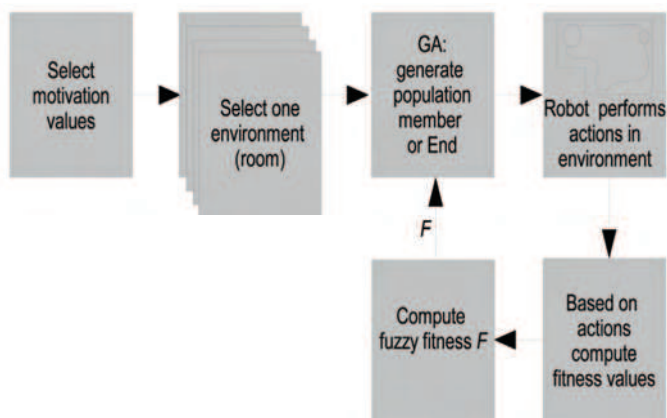 Select
motivation
values
Select one
environment
(room)
GA:
generate
population
member
or End
Robot performs
actions in
environment
F
Compute
fuzzy fitness F
Based on
actions
compute
fitness values